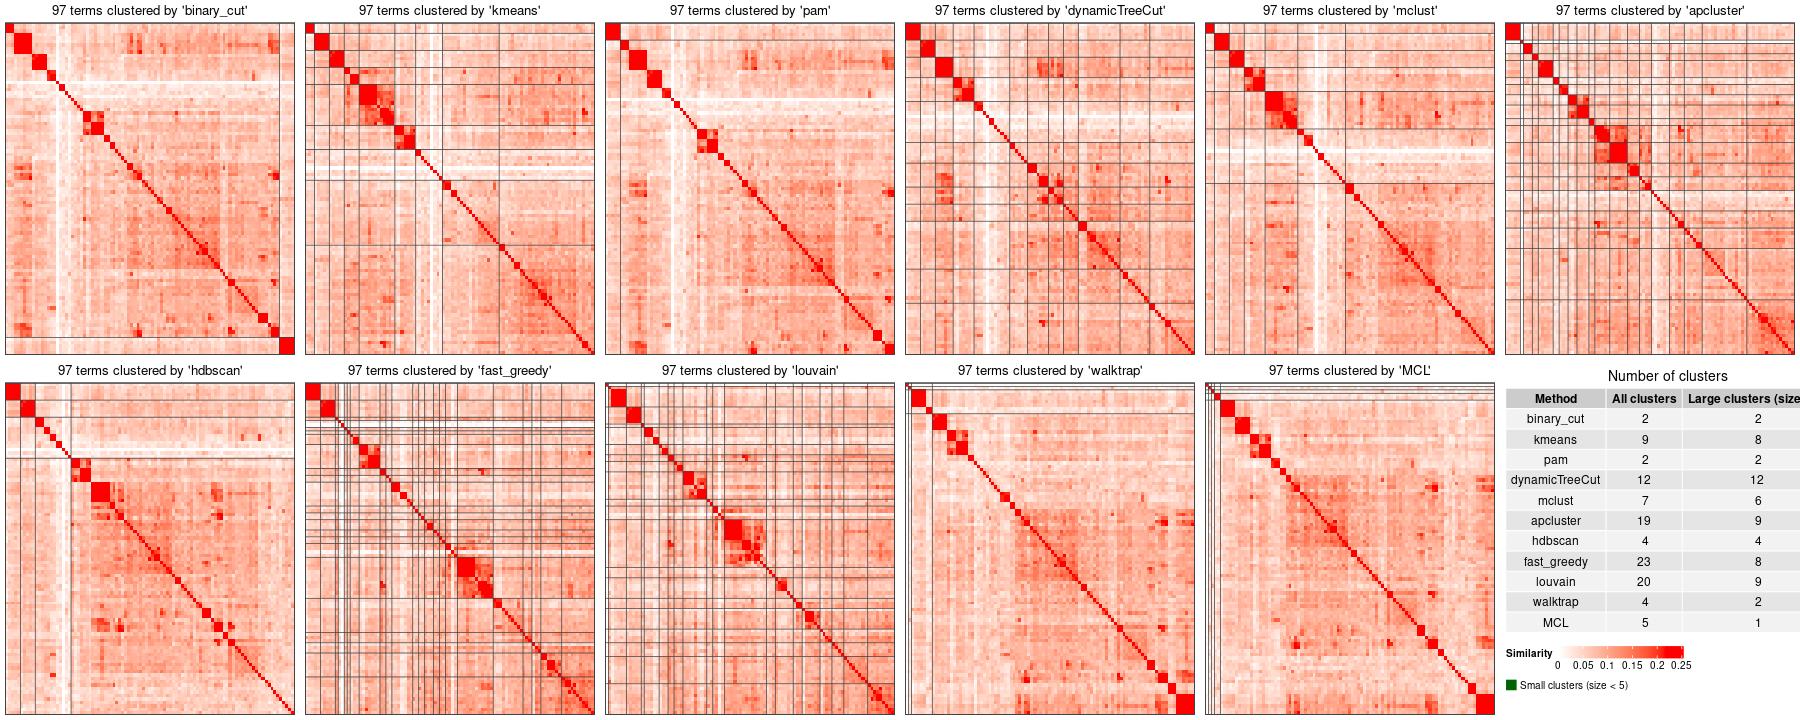 97 terms clustered by 'binary_cut'
97 terms clustered by 'kmeans'
97 terms clustered by 'pam'
97 terms clustered by 'dynamicTreeCut'
97 terms clustered by 'mclust'
97 terms clustered by 'apcluster'
97 terms clustered by 'hdbscan'
97 terms clustered by 'fast_greedy'
97 terms clustered by 'louvain'
97 terms clustered by 'walktrap'
97 terms clustered by 'MCL'
Number of clusters
Method All clusters Large clusters (size
binary_cut 2 2
kmeans 9 8
pam 2 2
dynamicTreeCut 12 12
mclust 7 6
apcluster 19 9
hdbscan 4 4
fast_greedy 23 8
louvain 20 9
walktrap 4 2
MCL 5 1
Similarity
0 0.05 0.1 0.15 0.2 0.25
Small clusters (size < 5)